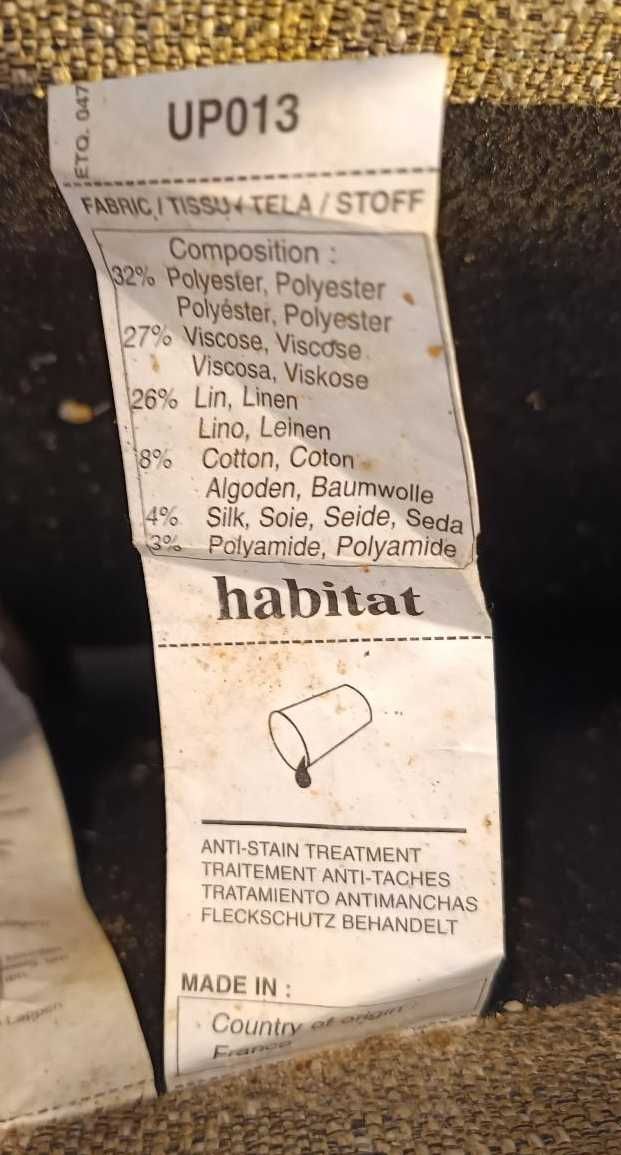 ETQ. 047
UP013
FABRIC / TISSU / TELA / STOFF
Composition :
32% Polyester, Polyester
Polyéster, Polyester
27% Viscose, Viscose
Viscosa, Viskose
26% Lin, Linen
Lino, Leinen
8% Cotton, Coton
Algoden, Baumwolle
4% Silk, Soie, Seide, Seda
3% Polyamide, Polyamide
habitat
ANTI-STAIN TREATMENT
TRAITEMENT ANTI-TACHES
TRATAMIENTO ANTIMANCHAS
FLECKSCHUTZ BEHANDELT
MADE IN :
Country of origin :
France
Lappen